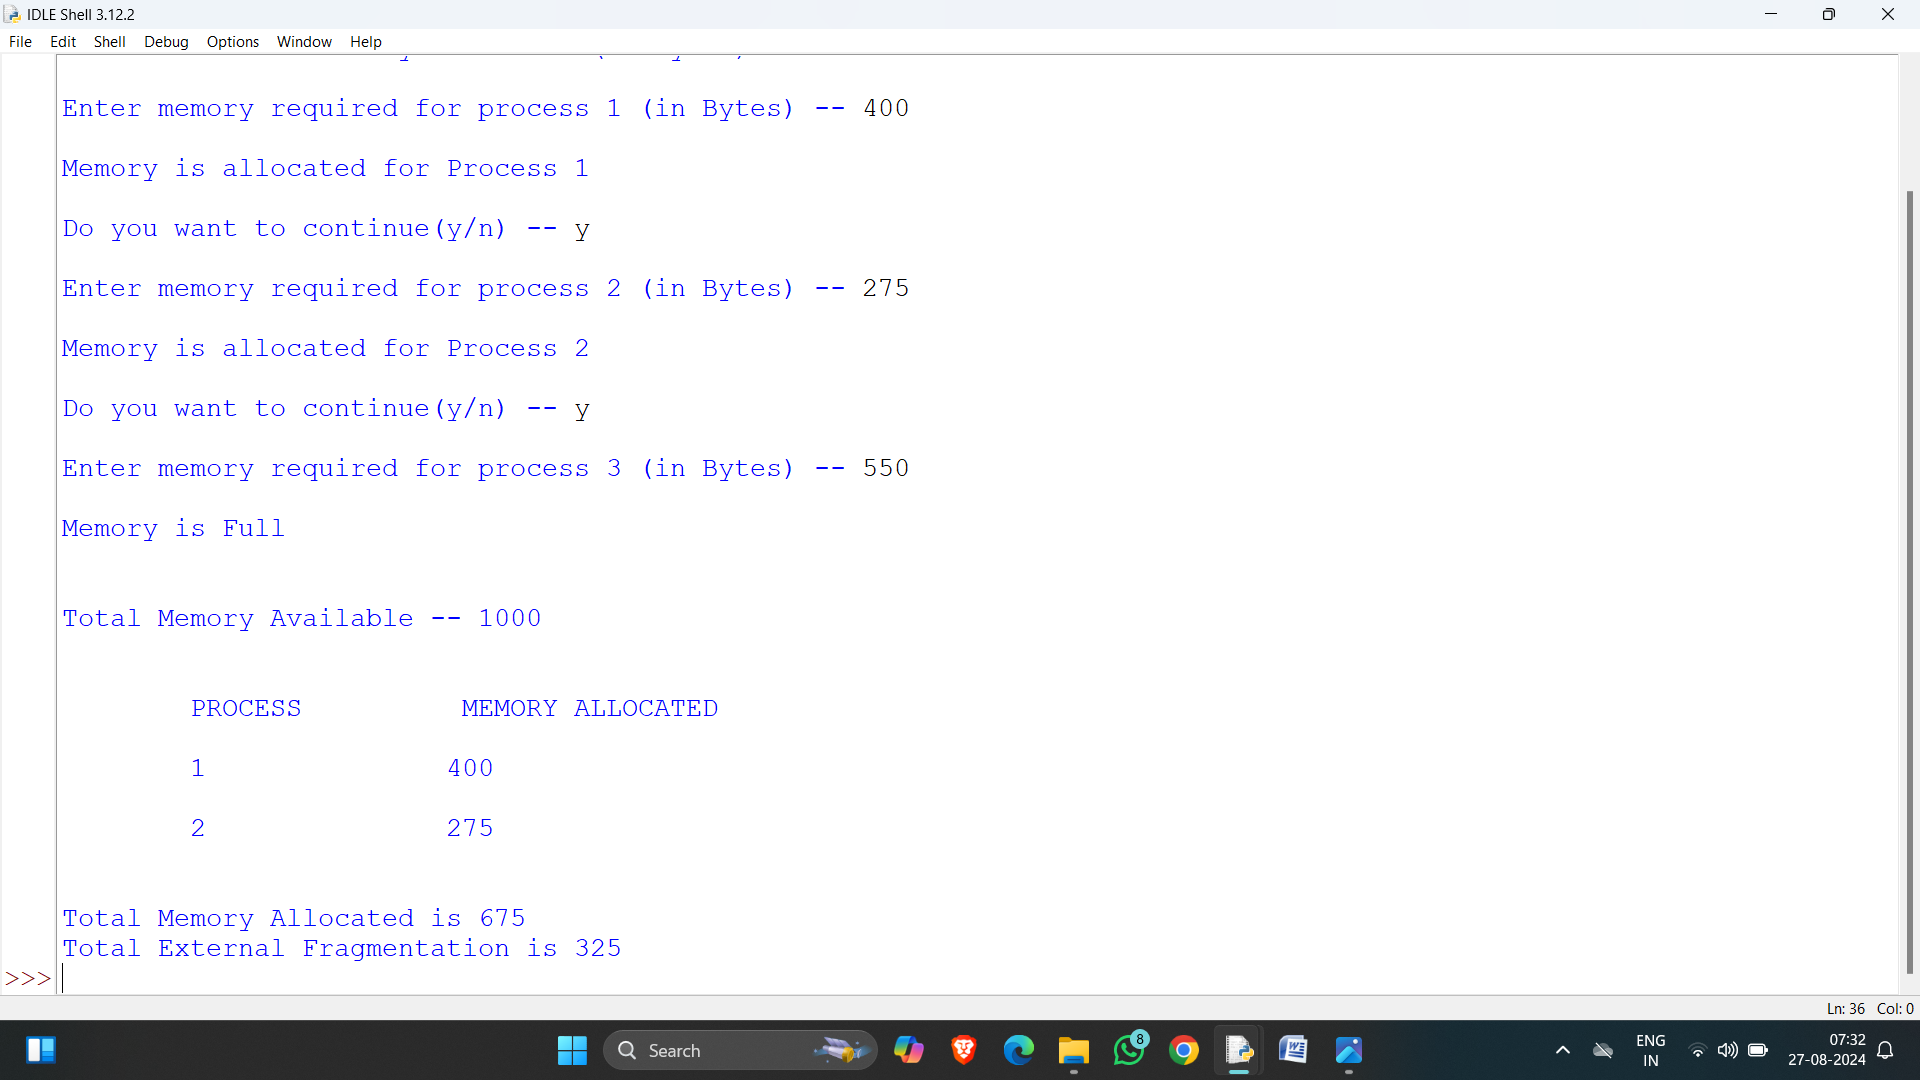 IDLE Shell 3.12.2
File Edit Shell Debug Options Window Help
Enter memory required for process 1 (in Bytes) -- 400
Memory is allocated for Process 1
Do you want to continue(y/n) -- y
Enter memory required for process 2 (in Bytes) -- 275
Memory is allocated for Process 2
Do you want to continue(y/n) -- y
Enter memory required for process 3 (in Bytes) -- 550
Memory is Full
Total Memory Available -- 1000
PROCESS MEMORY ALLOCATED
1 400
2 275
Total Memory Allocated is 675
Total External Fragmentation is 325
>>>
Ln: 36 Col: 0
Search
8
ENG
IN
07:32
27-08-2024